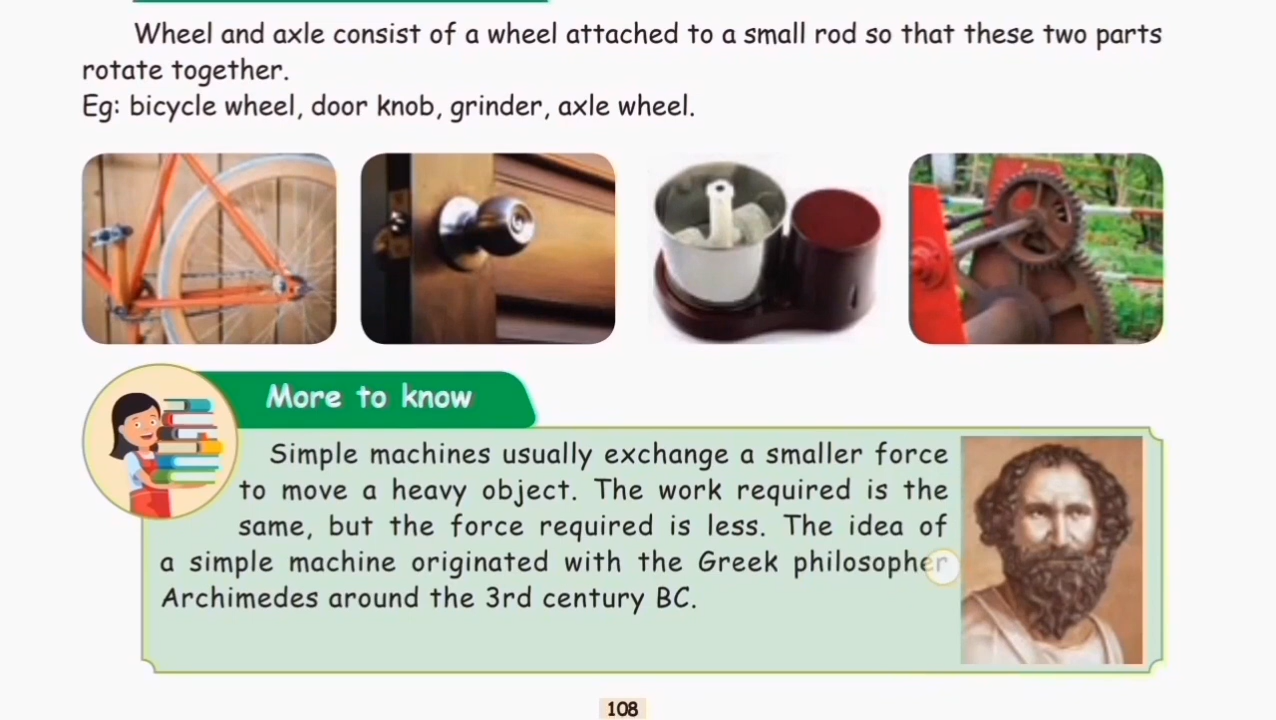 Wheel and axle consist of a wheel attached to a small rod so that these two parts
rotate together.
Eg: bicycle wheel, door knob, grinder, axle wheel.
More to know
Simple machines usually exchange a smaller force
to move a heavy object. The work required is the
same, but the force required is less. The idea of
a simple machine originated with the Greek philosopher
Archimedes around the 3rd century BC.
108